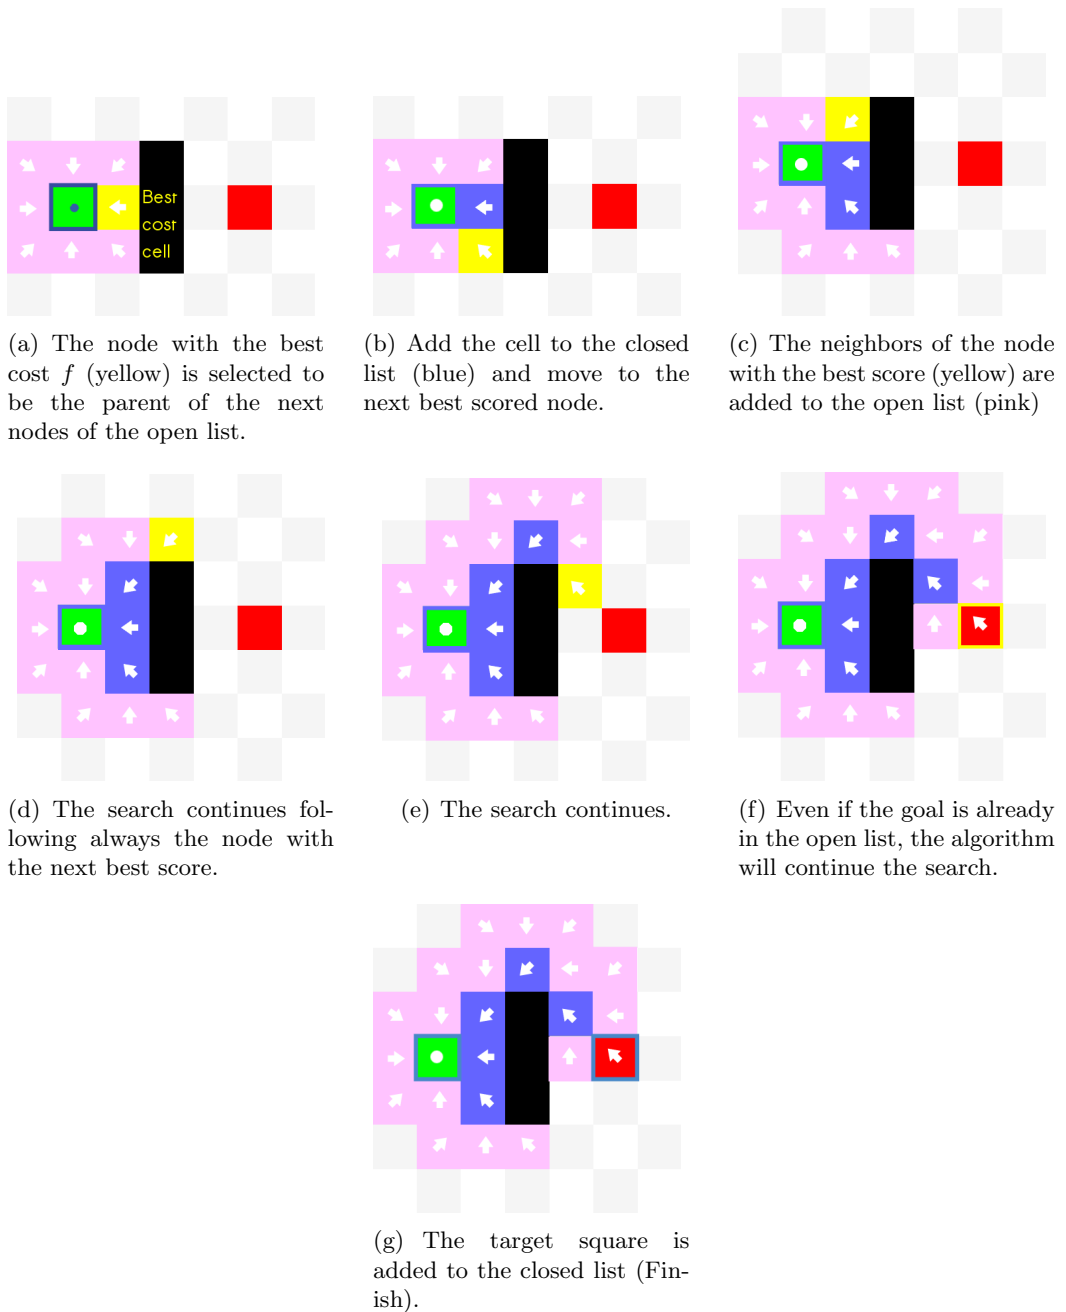 Best
cost
cell
(a) The node with the best
cost f (yellow) is selected to
be the parent of the next
nodes of the open list.
(b) Add the cell to the closed
list (blue) and move to the
next best scored node.
(c) The neighbors of the node
with the best score (yellow) are
added to the open list (pink)
(d) The search continues fol-
lowing always the node with
the next best score.
(e) The search continues.
(f) Even if the goal is already
in the open list, the algorithm
will continue the search.
(g) The target square is
added to the closed list (Fin-
ish).